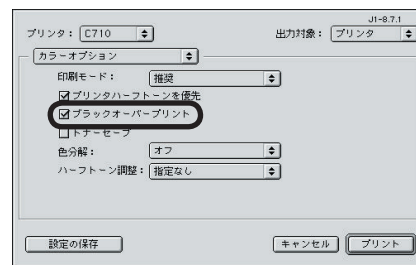 J1-8.7.1
プリンタ： C710 出力対象： プリンタ
カラーオプション
印刷モード： 推奨
プリンタハーフトーンを優先
ブラックオーバープリント
トナーセーブ
色分解： オフ
ハーフトーン調整： 指定なし
設定の保存 キャンセル プリント